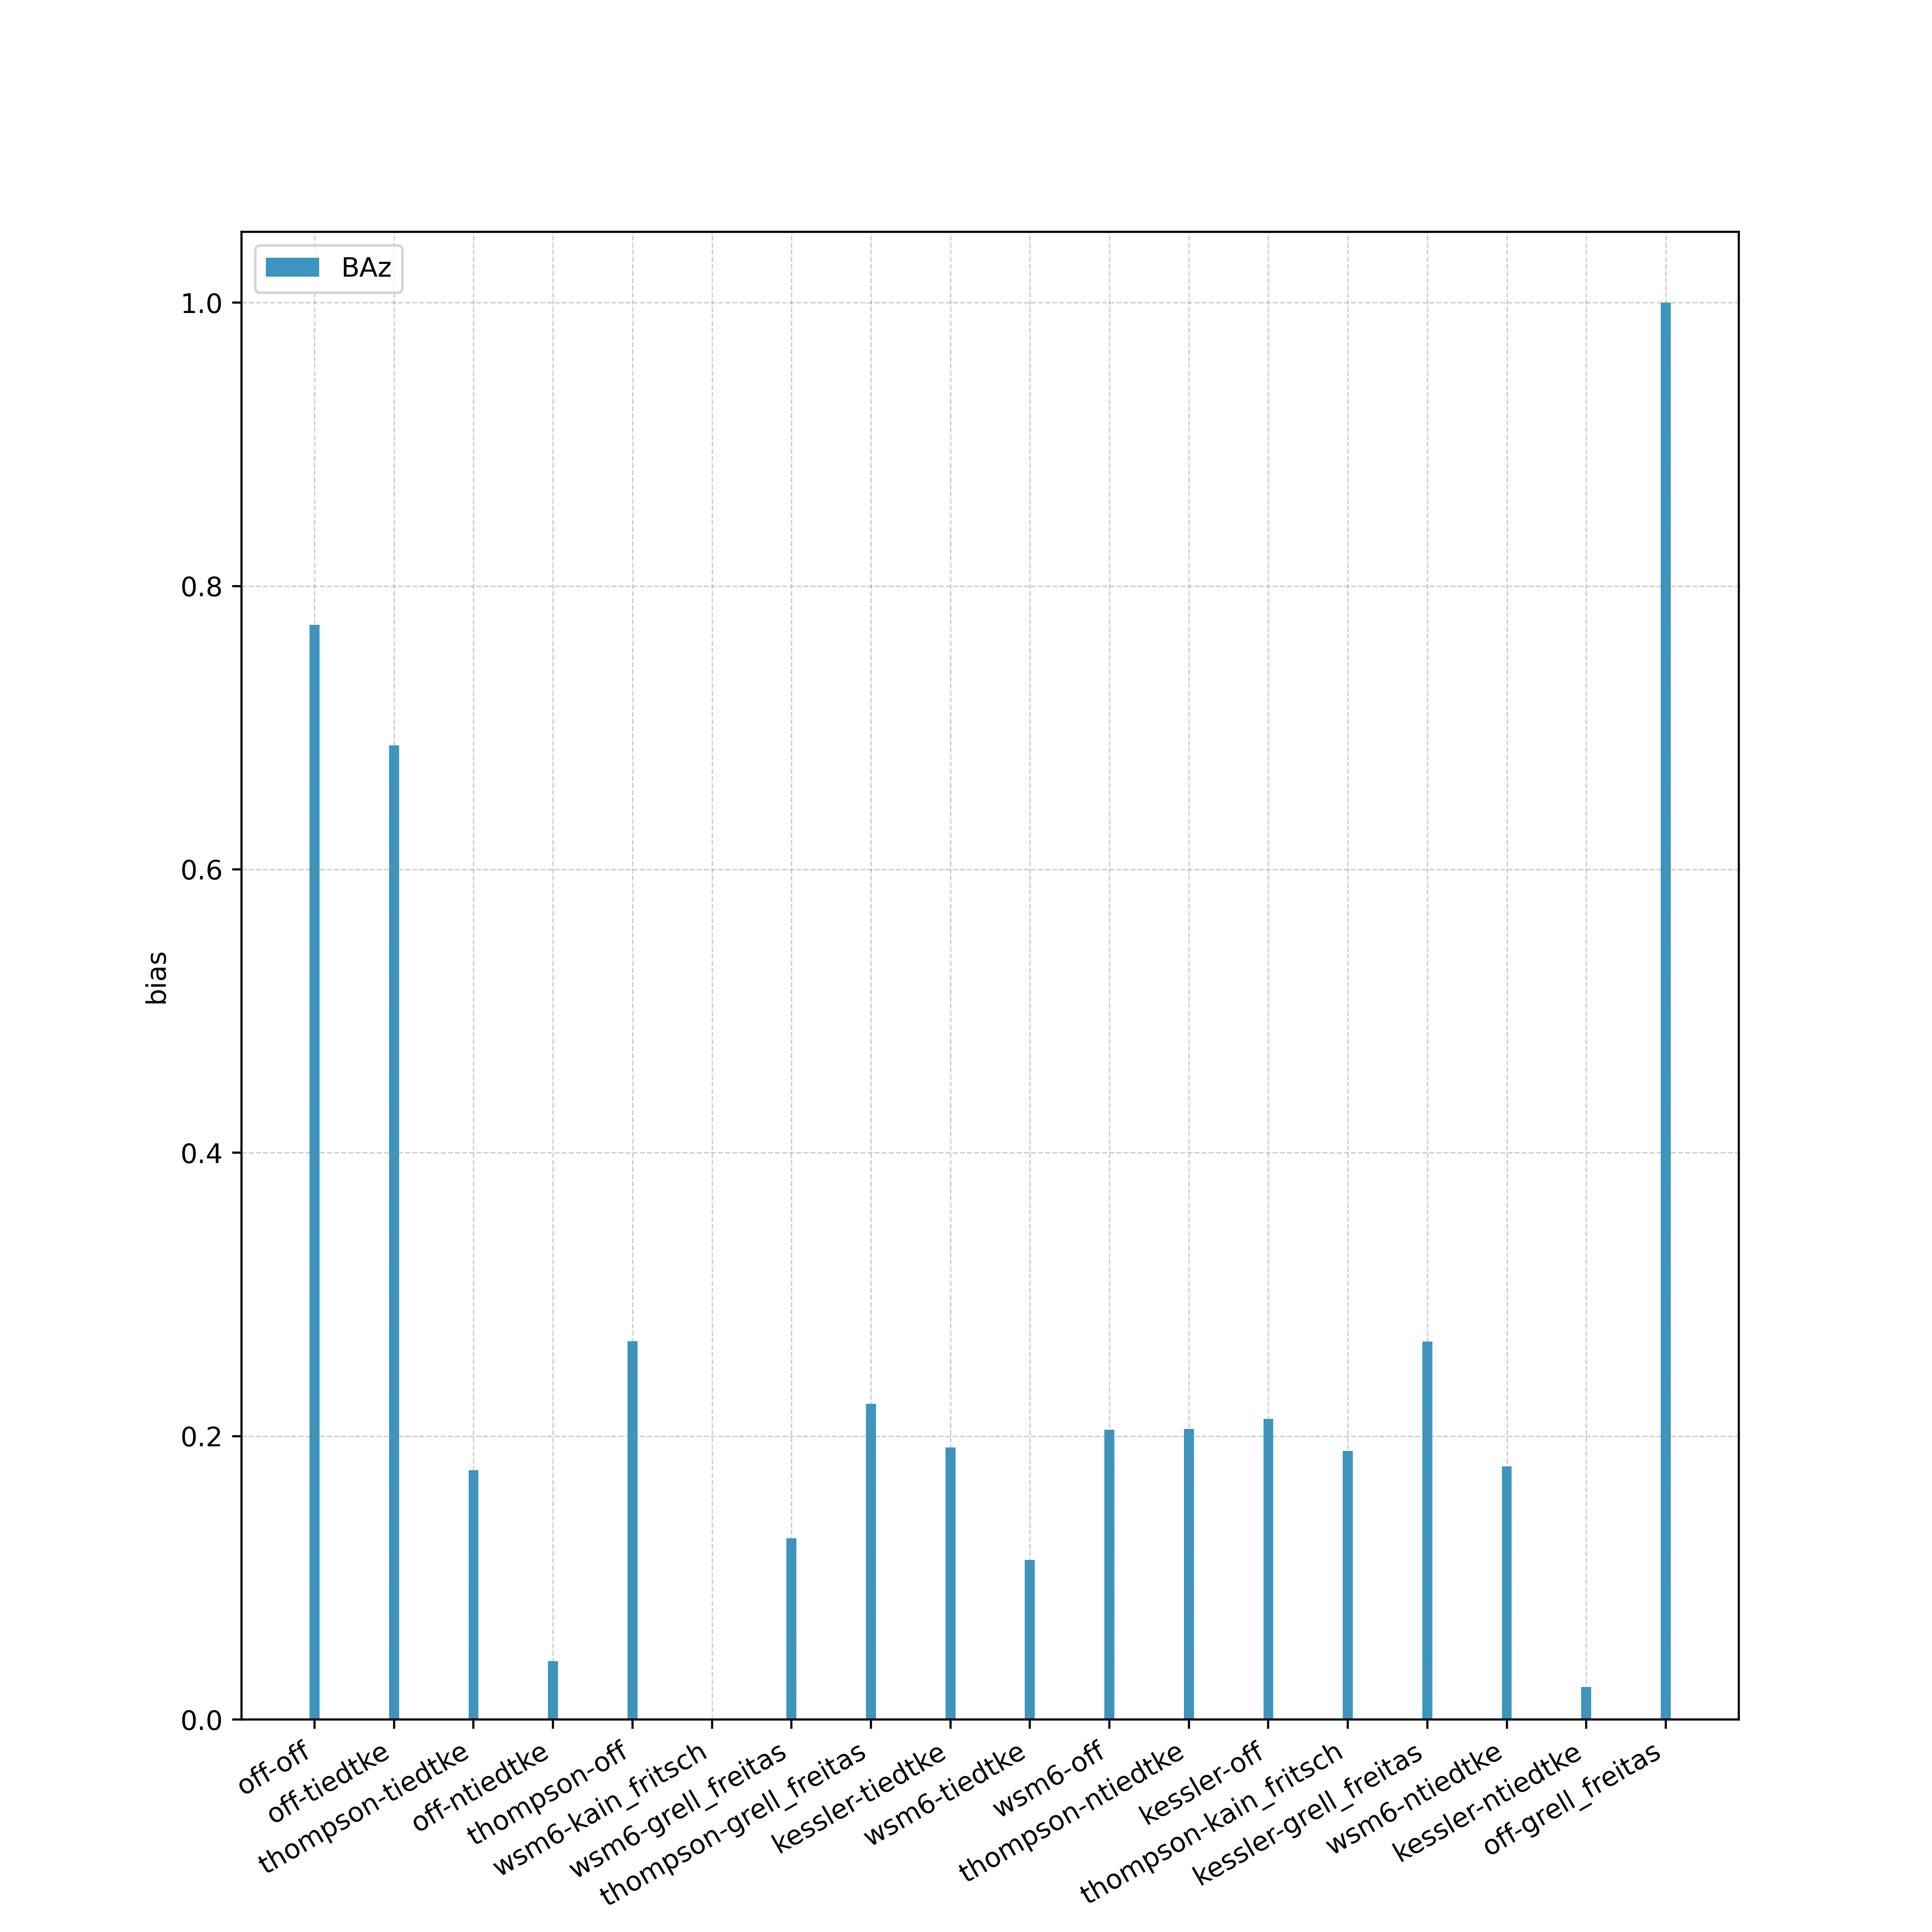 BAz
1.0
0.8
0.6
0.4
0.2
0.0
bias
off-off
off-tiedtke
thompson-tiedtke
off-ntiedtke
thompson-off
wsm6-kain_fritsch
wsm6-grell_freitas
thompson-grell_freitas
kessler-tiedtke
wsm6-tiedtke
wsm6-off
thompson-ntiedtke
kessler-off
thompson-kain_fritsch
kessler-grell_freitas
wsm6-ntiedtke
kessler-ntiedtke
off-grell_freitas